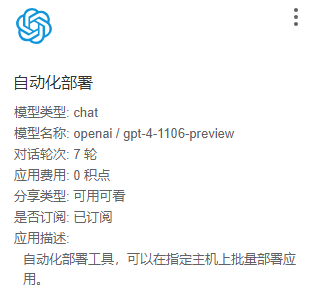 自动化部署
模型类型: chat
模型名称: openai / gpt-4-1106-preview
对话轮次: 7 轮
应用费用: 0 积点
分享类型: 可用可看
是否订阅: 已订阅
应用描述:
自动化部署工具，可以在指定主机上批量部署应
用。